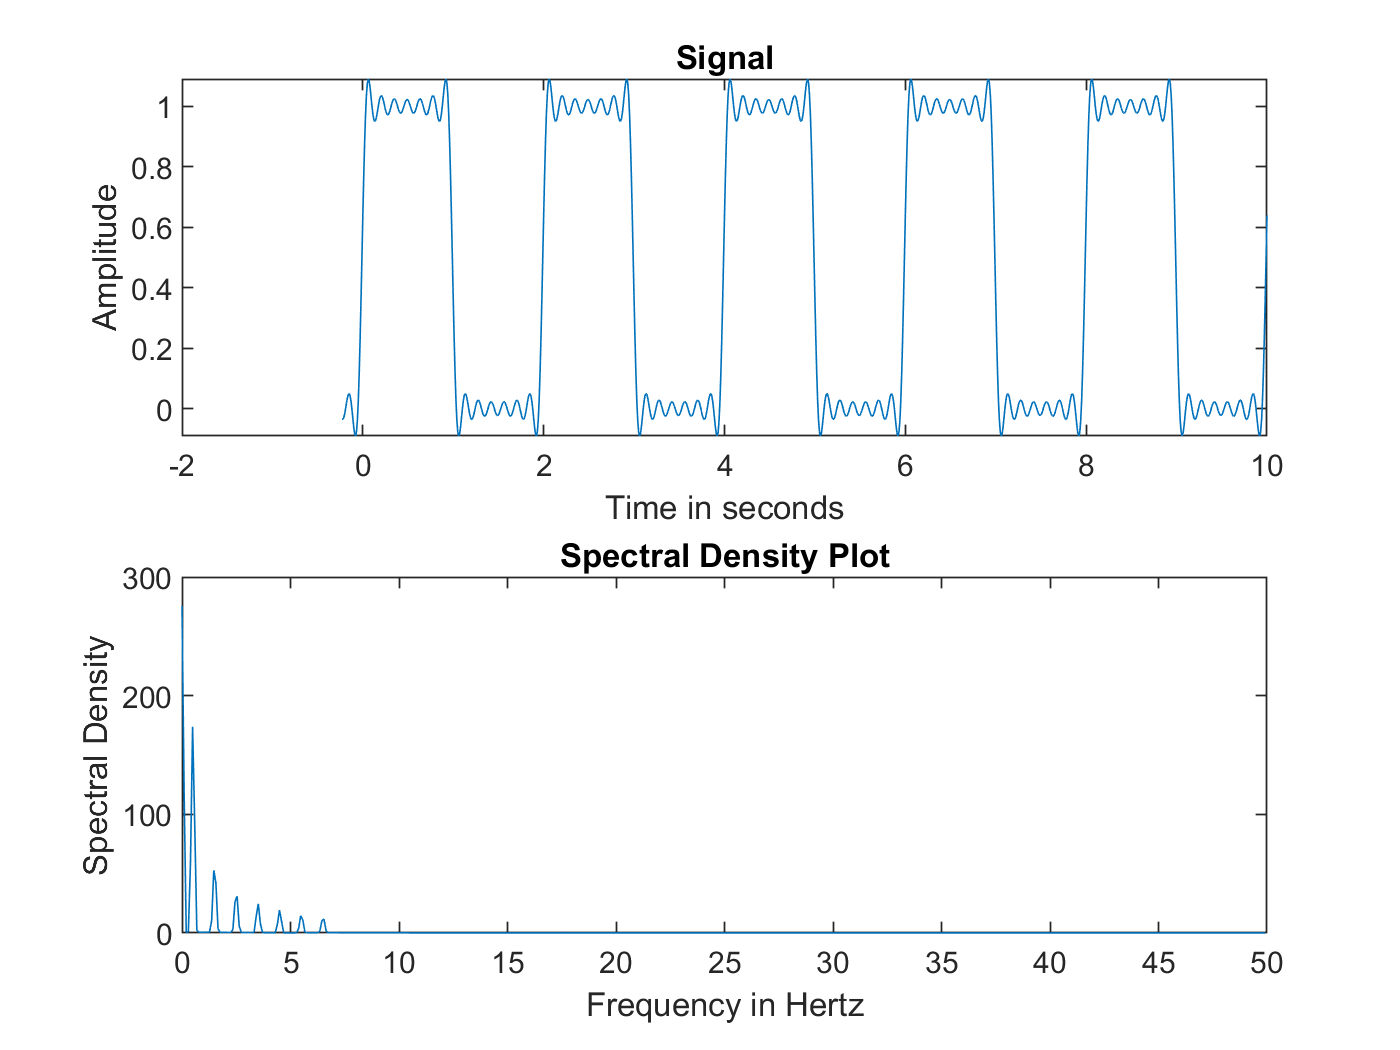 Signal
1
0.8
0.6
0.4
0.2
0
Amplitude
-2 0 2 4 6 8 10
Time in seconds
Spectral Density Plot
300
200
100
0
Spectral Density
0 5 10 15 20 25 30 35 40 45 50
Frequency in Hertz